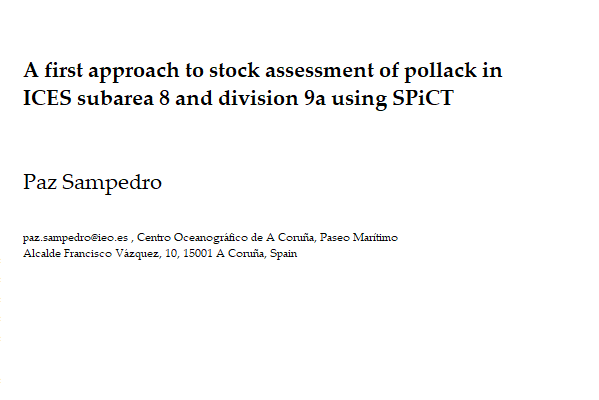 A first approach to stock assessment of pollack in
ICES subarea 8 and division 9a using SPiCT
Paz Sampedro
paz.sampedro@ieo.es , Centro Oceanográfico de A Coruña, Paseo Marítimo
Alcalde Francisco Vázquez, 10, 15001 A Coruña, Spain